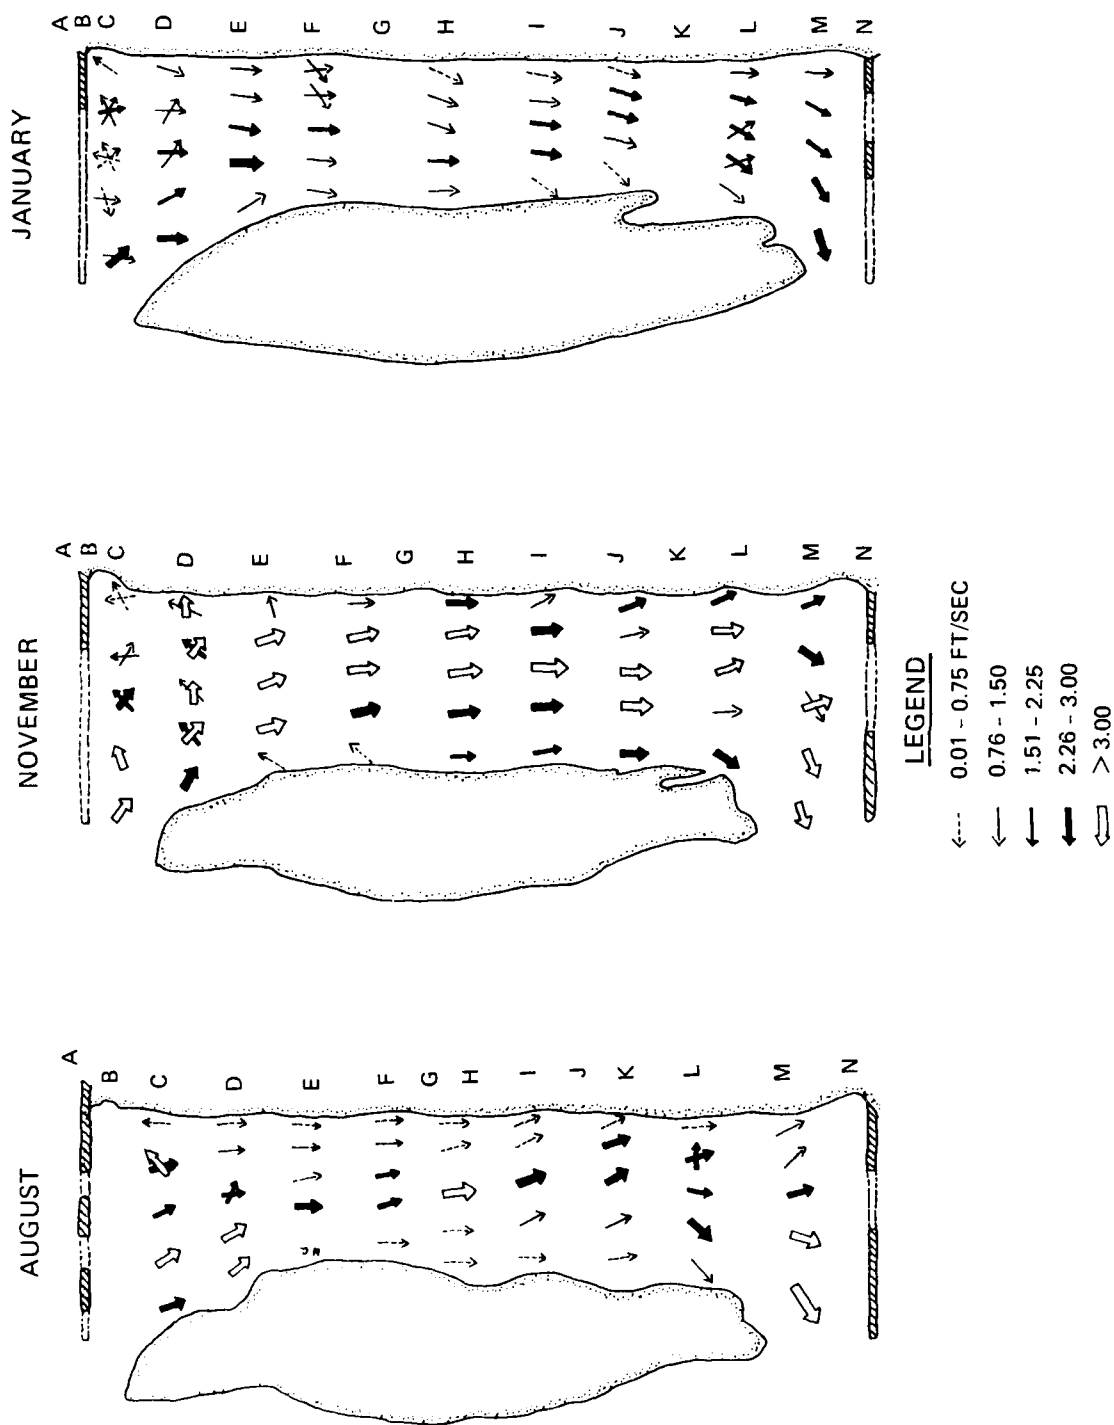 JANUARY
A
B
C
D
E
F
G
H
I
J
K
L
M
N
NOVEMBER
A
B
C
D
E
F
G
H
I
J
K
L
M
N
AUGUST
A
B
C
D
E
F
G
H
I
J
K
L
M
N
LEGEND
0.01 - 0.75 FT/SEC
0.76 - 1.50
1.51 - 2.25
2.26 - 3.00
> 3.00